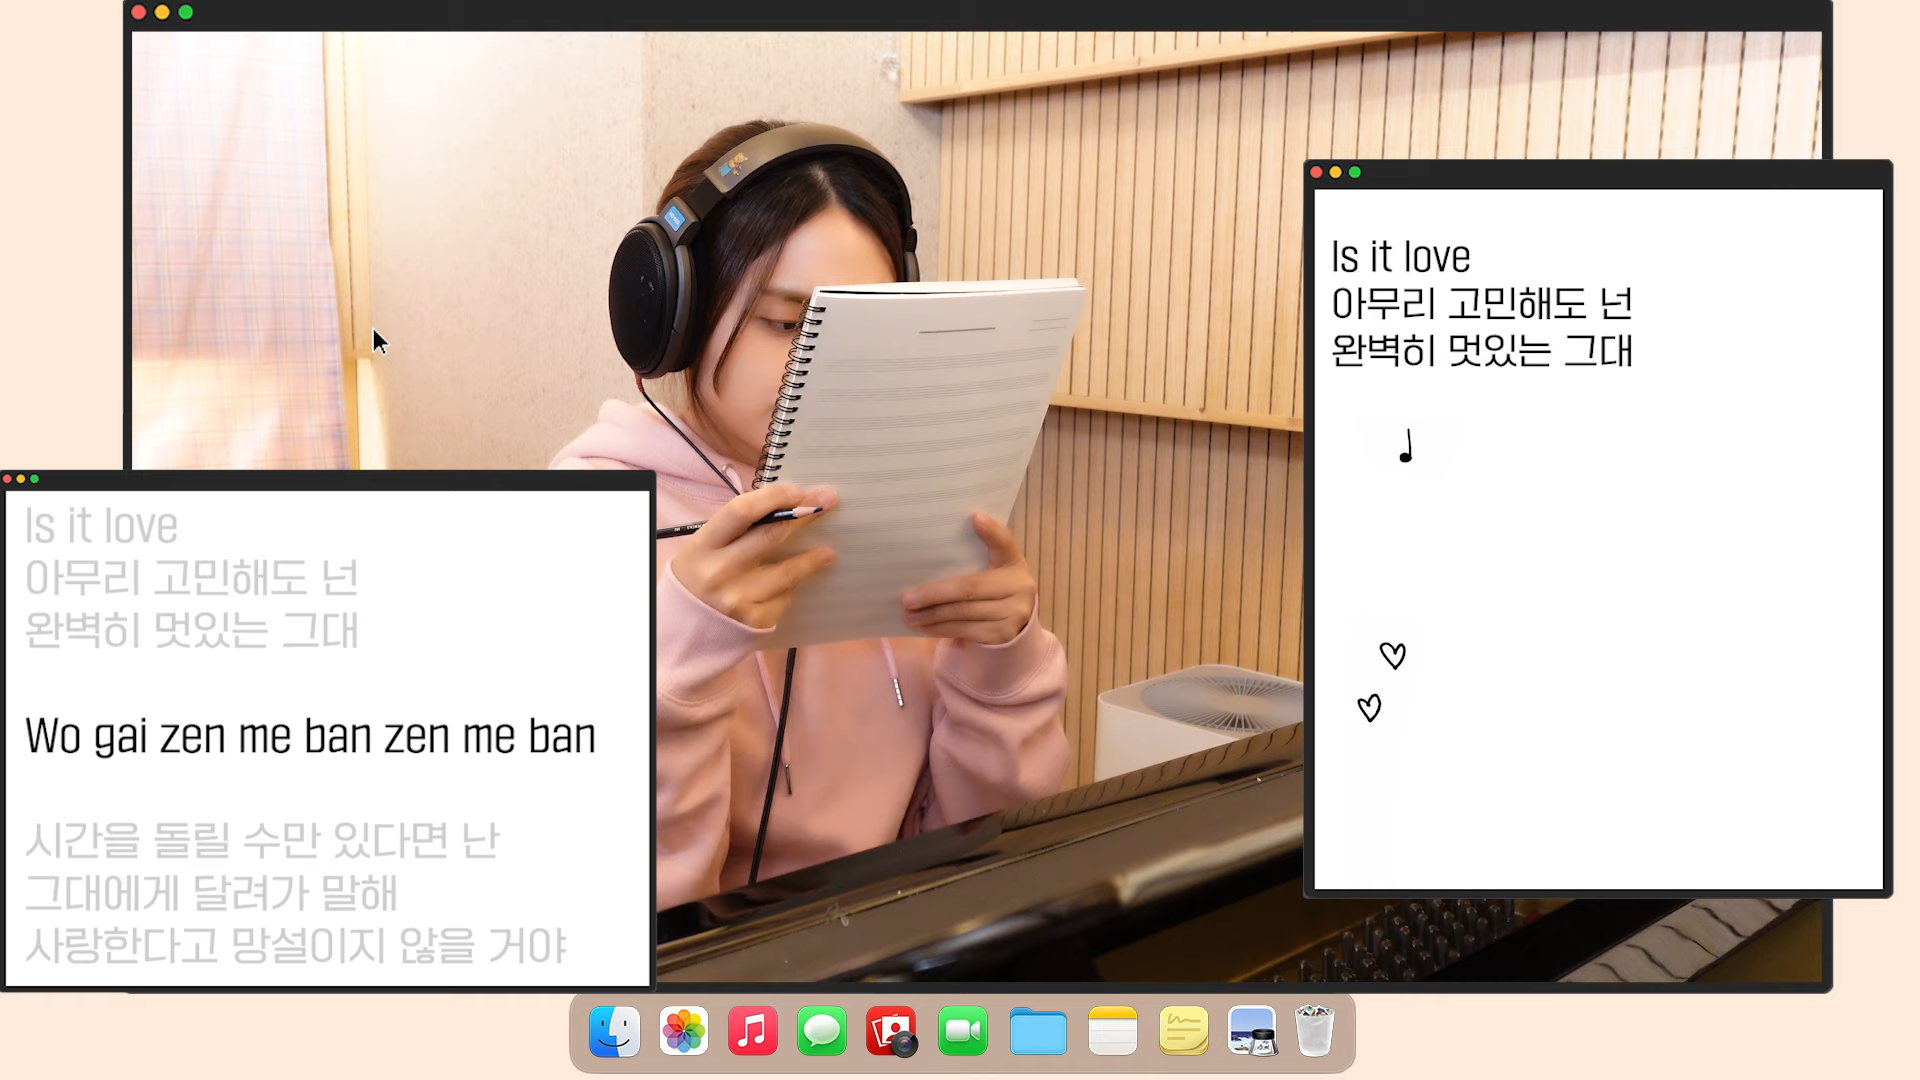 Is it love
아무리 고민해도 넌
완벽히 멋있는 그대
Wo gai zen me ban zen me ban
시간을 돌릴 수만 있다면 난
그대에게 달려가 말해
사랑한다고 망설이지 않을 거야
Is it love
아무리 고민해도 넌
완벽히 멋있는 그대